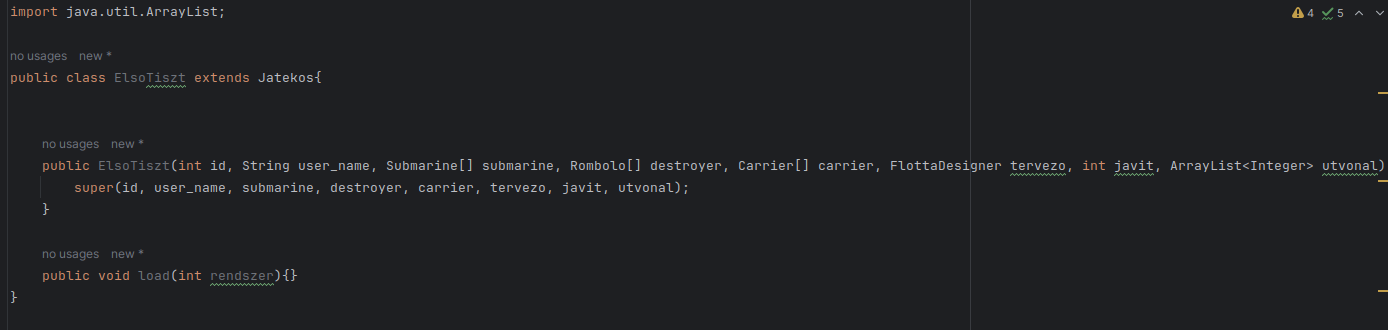 import java.util.ArrayList;
4 5
no usages new *
public class ElsoTiszt extends Jatekos{
no usages new *
public ElsoTiszt(int id, String user_name, Submarine[] submarine, Rombolo[] destroyer, Carrier[] carrier, FlottaDesigner tervezo, int javit, ArrayList<Integer> utvonal)
super(id, user_name, submarine, destroyer, carrier, tervezo, javit, utvonal);
}
no usages new *
public void load(int rendszer){}
}